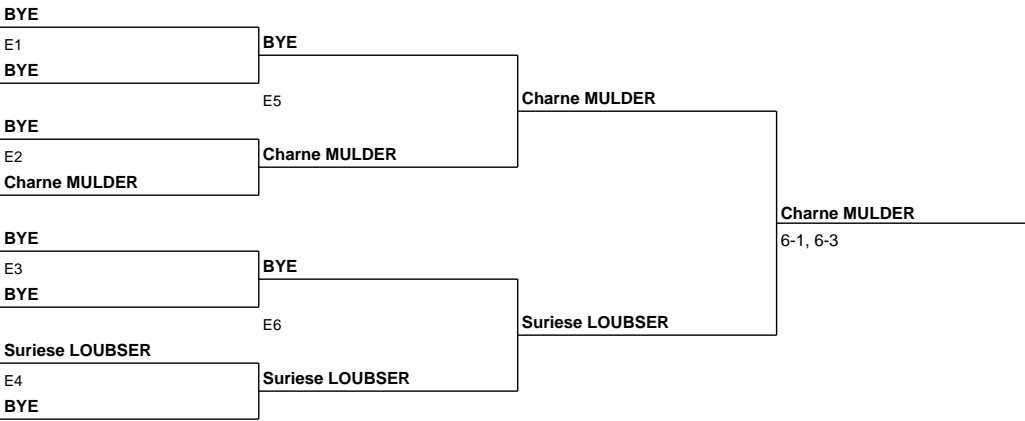 BYE
E1
BYE
BYE
E5
Charne MULDER
BYE
E2
Charne MULDER
Charne MULDER
Charne MULDER
6-1, 6-3
BYE
E3
BYE
BYE
E6
Suriese LOUBSER
Suriese LOUBSER
E4
Suriese LOUBSER
BYE